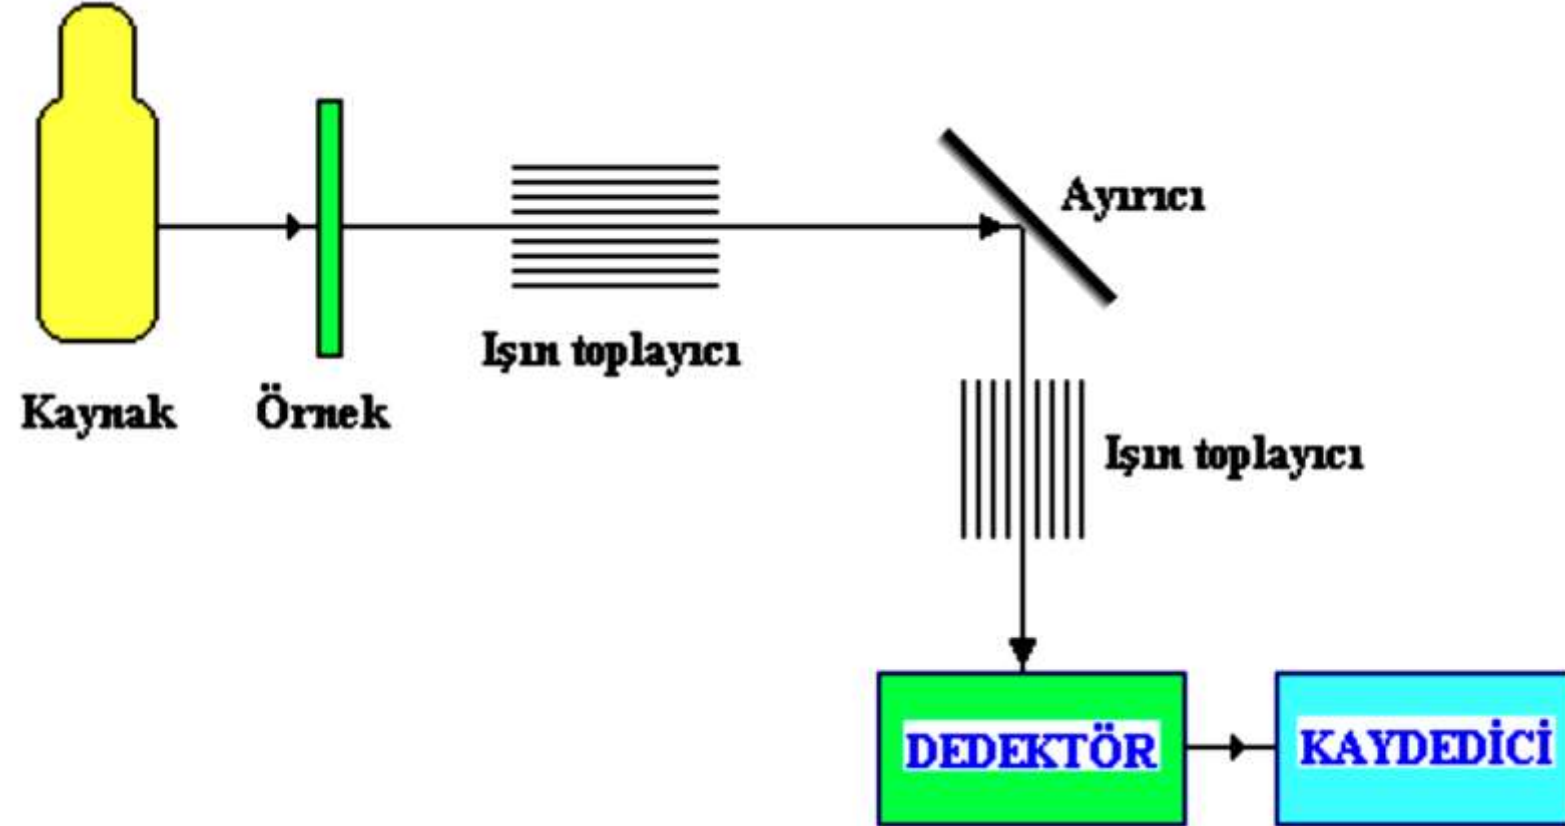 Ayırıcı
Işın toplayıcı
Kaynak
Örnek
Işın toplayıcı
DEDEKTÖR
KAYDEDİCİ